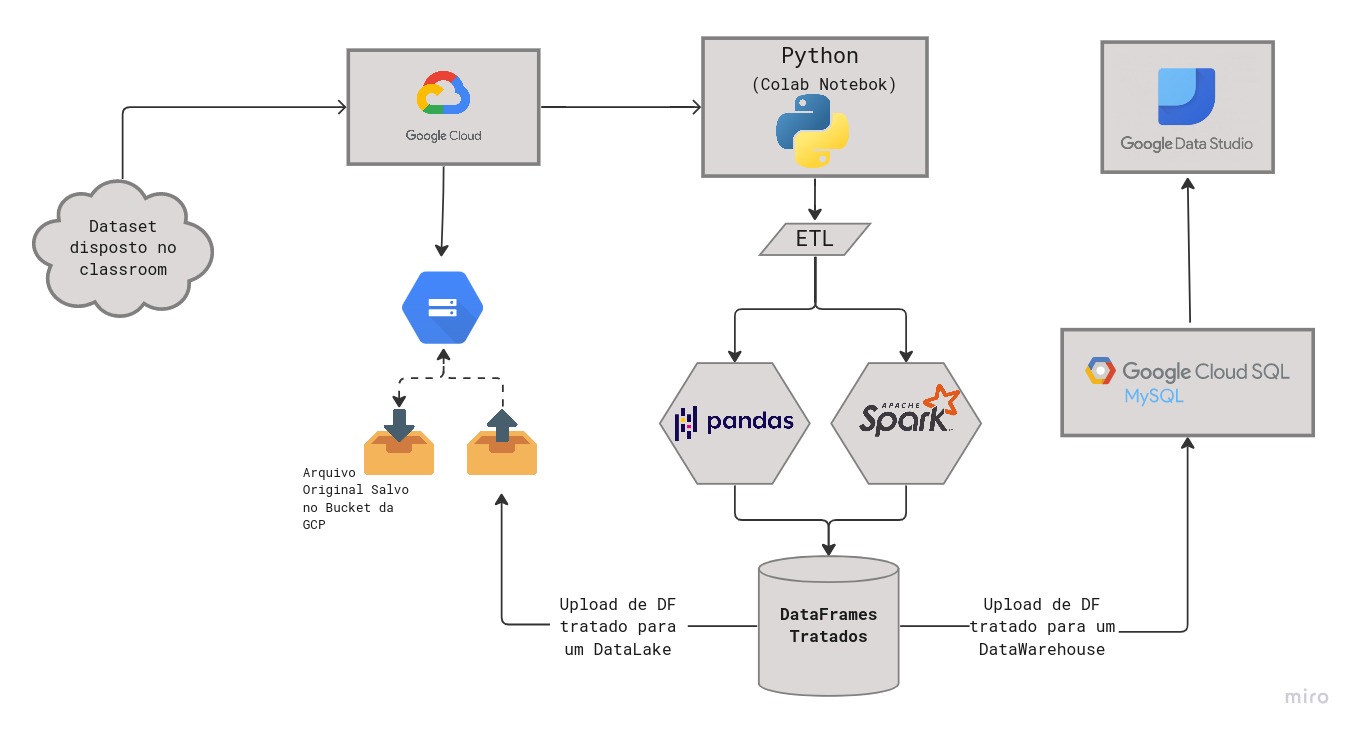 Dataset
disposto no
classroom
Google Cloud
Python
(Colab Notebok)
Google Data Studio
ETL
pandas
APACHE
Spark
Google Cloud SQL
MySQL
Arquivo
Original Salvo
no Bucket da
GCP
Upload de DF
tratado para
um DataLake
DataFrames
Tratados
Upload de DF
tratado para um
DataWarehouse
miro